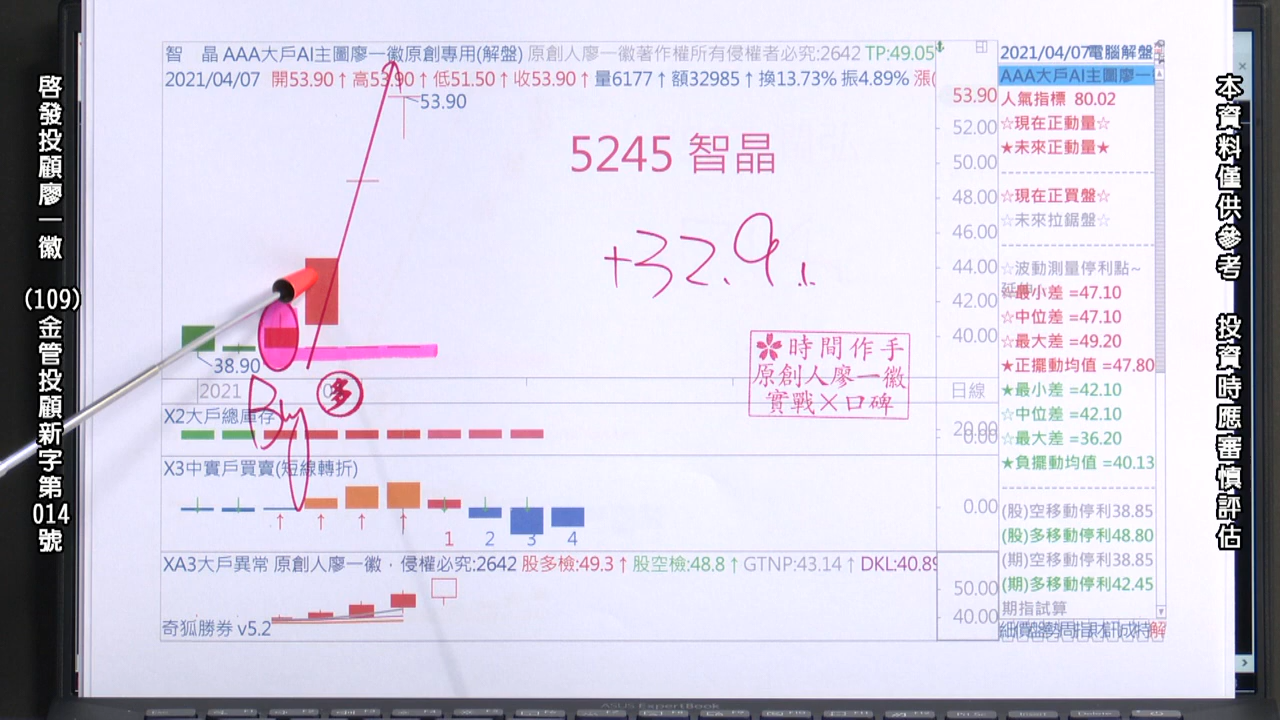 啓發投顧廖一徽 (109)金管投顧新字第014號
智 晶 AAA大戶AI主圖廖一徽原創專用(解盤) 原創人廖一徽著作權所有侵權者必究:2642 TP:49.05
2021/04/07 開53.90↑ 高53.90↑ 低51.50↑ 收53.90↑ 量6177↑ 額32985↑ 換13.73% 振4.89% 漲(
53.90
5245 智晶
+32.9
38.90
Buy
多
時間作手
原創人廖一徽
實戰×口碑
2021
日線
53.90
52.00
50.00
48.00
46.00
44.00
42.00
40.00
X2大戶總庫存
20.00
0.00
X3中實戶買賣(短線轉折)
0.00
1 2 3 4
XA3大戶異常 原創人廖一徽﹐侵權必究:2642 股多檢:49.3↑ 股空檢:48.8↑ GTNP:43.14↑ DKL:40.89
50.00
40.00
奇狐勝券 v5.2
2021/04/07電腦解盤
AAA大戶AI主圖廖一
人氣指標 80.02
☆現在正動量☆
★未來正動量★
☆現在正買盤☆
☆未來拉鋸盤☆
☆波動測量停利點~
☆最小差 =47.10
☆中位差 =47.10
☆最大差 =49.20
★正擺動均值 =47.80
★最小差 =42.10
☆中位差 =42.10
☆最大差 =36.20
★負擺動均值 =40.13
(股)空移動停利38.85
(股)多移動停利48.80
(期)空移動停利38.85
(期)多移動停利42.45
期指試算
本資料僅供參考 投資時應審慎評估
ASUS ExpertBook